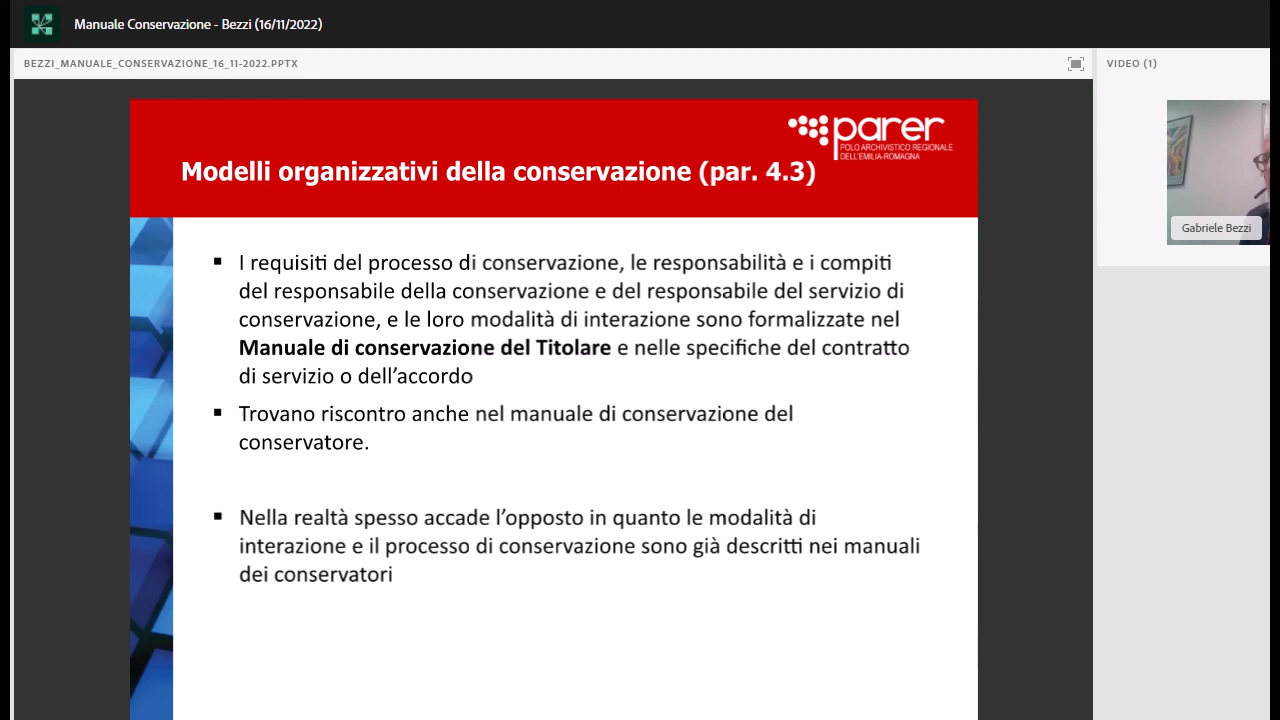 Manuale Conservazione - Bezzi (16/11/2022)
BEZZI_MANUALE_CONSERVAZIONE_16_11-2022.PPTX
VIDEO (1)
parer
POLO ARCHIVISTICO REGIONALE
DELL'EMILIA-ROMAGNA
Modelli organizzativi della conservazione (par. 4.3)
Gabriele Bezzi
▪ I requisiti del processo di conservazione, le responsabilità e i compiti
del responsabile della conservazione e del responsabile del servizio di
conservazione, e le loro modalità di interazione sono formalizzate nel
Manuale di conservazione del Titolare e nelle specifiche del contratto
di servizio o dell’accordo
▪ Trovano riscontro anche nel manuale di conservazione del
conservatore.
▪ Nella realtà spesso accade l’opposto in quanto le modalità di
interazione e il processo di conservazione sono già descritti nei manuali
dei conservatori